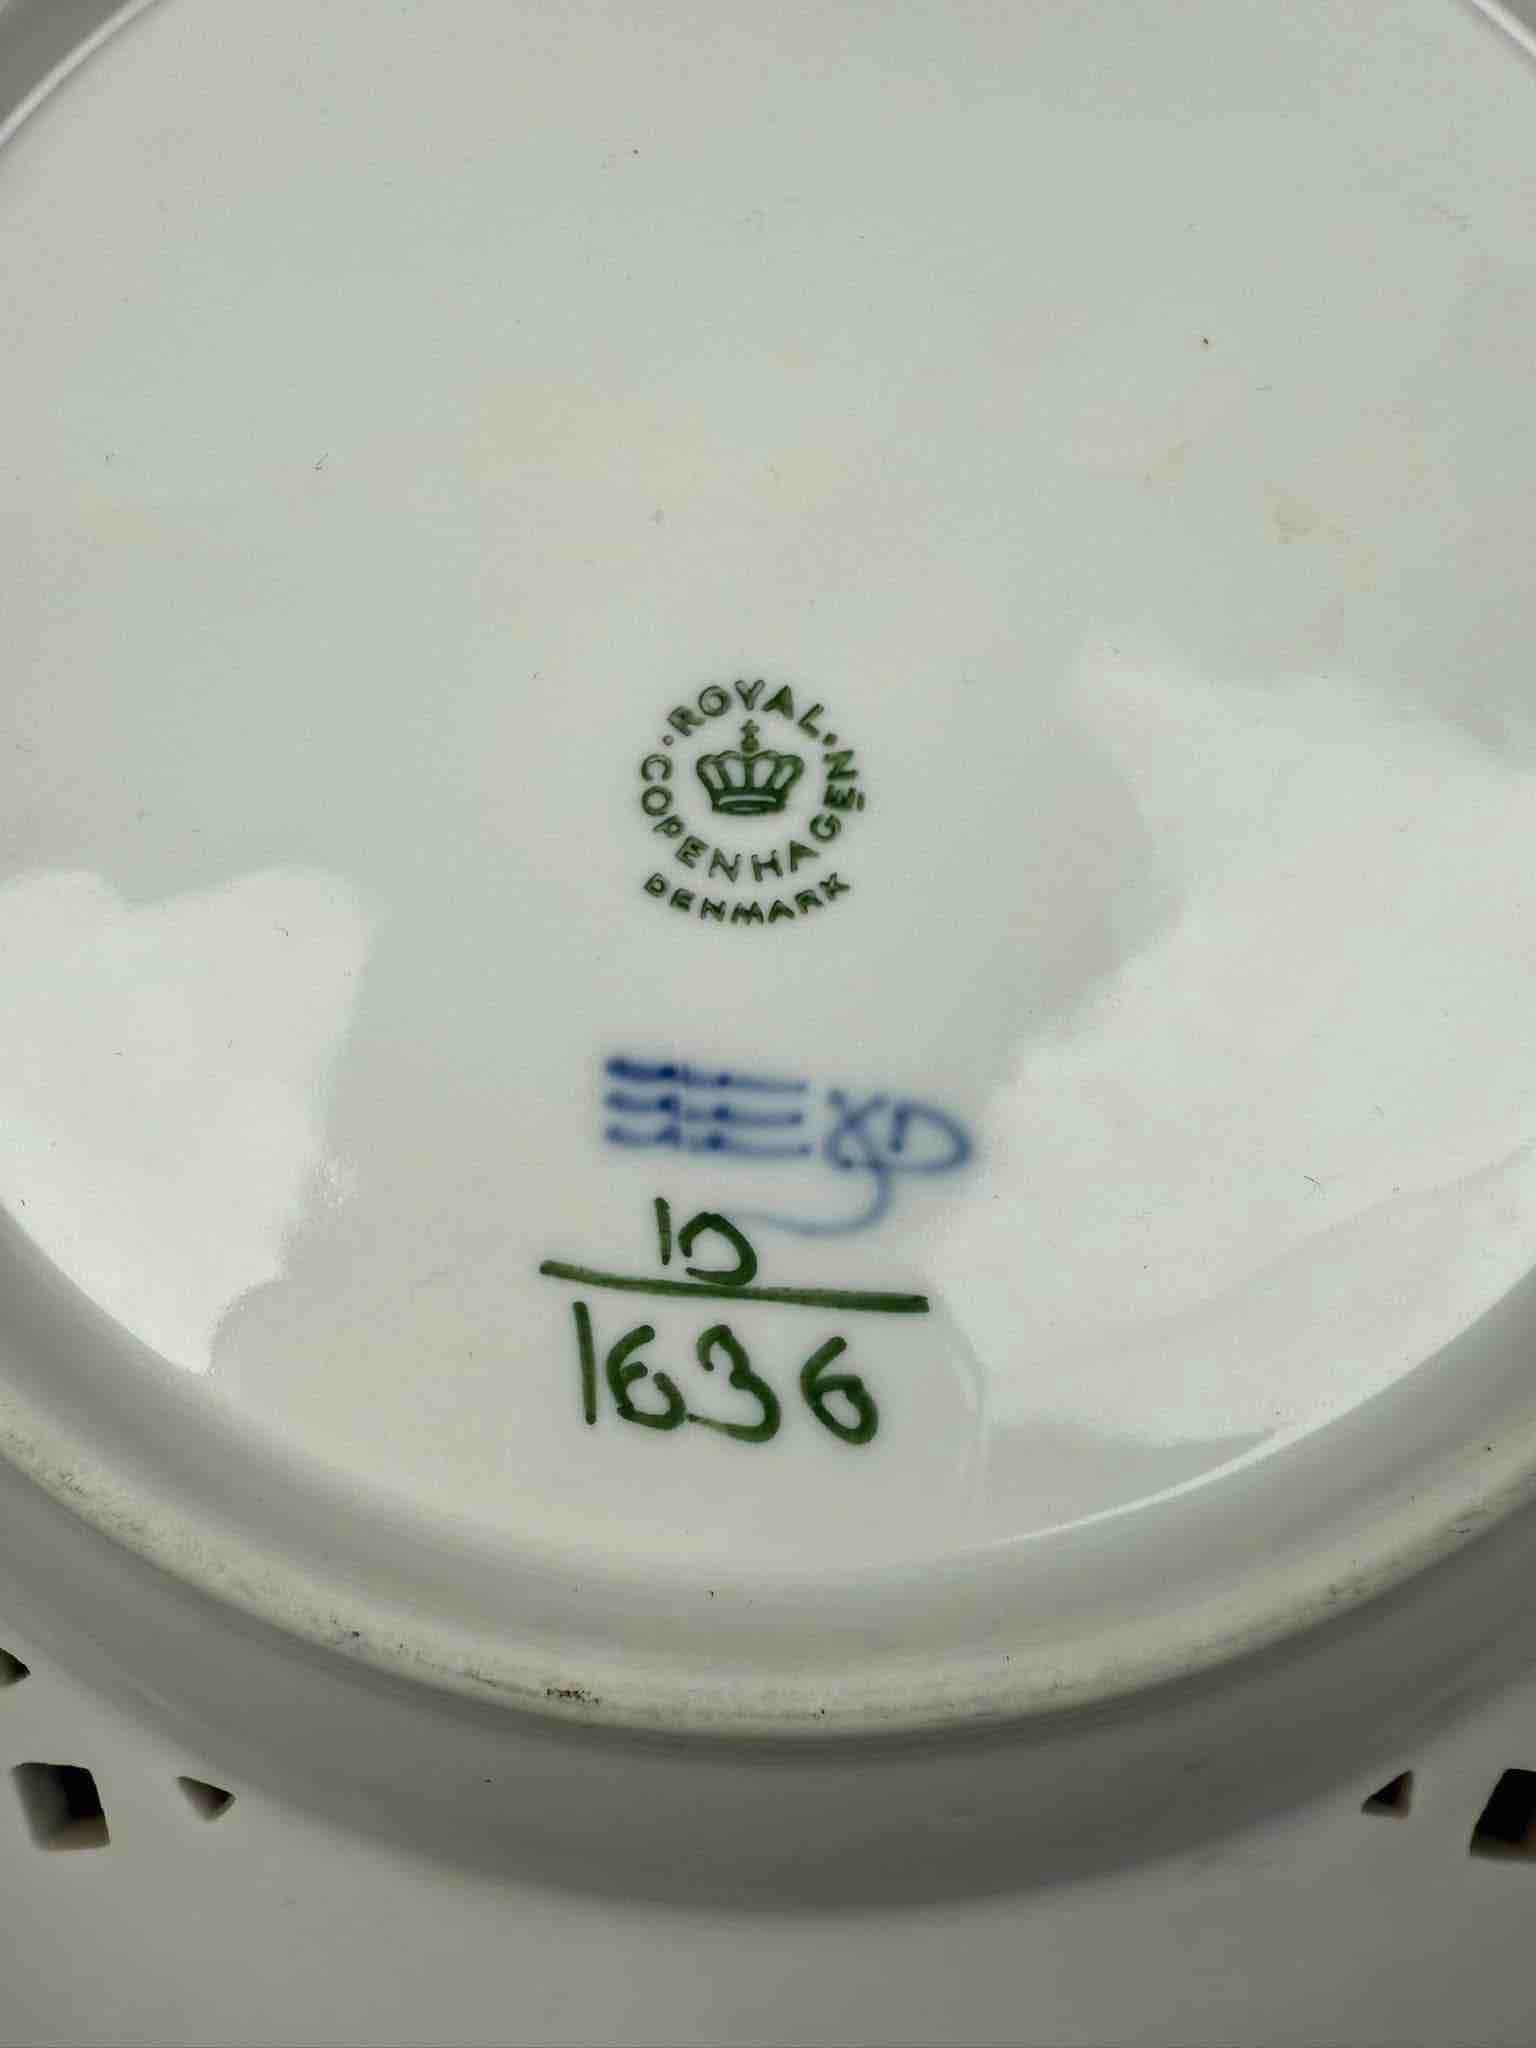 ROYAL
COPENHAGEN
DENMARK
10
1636